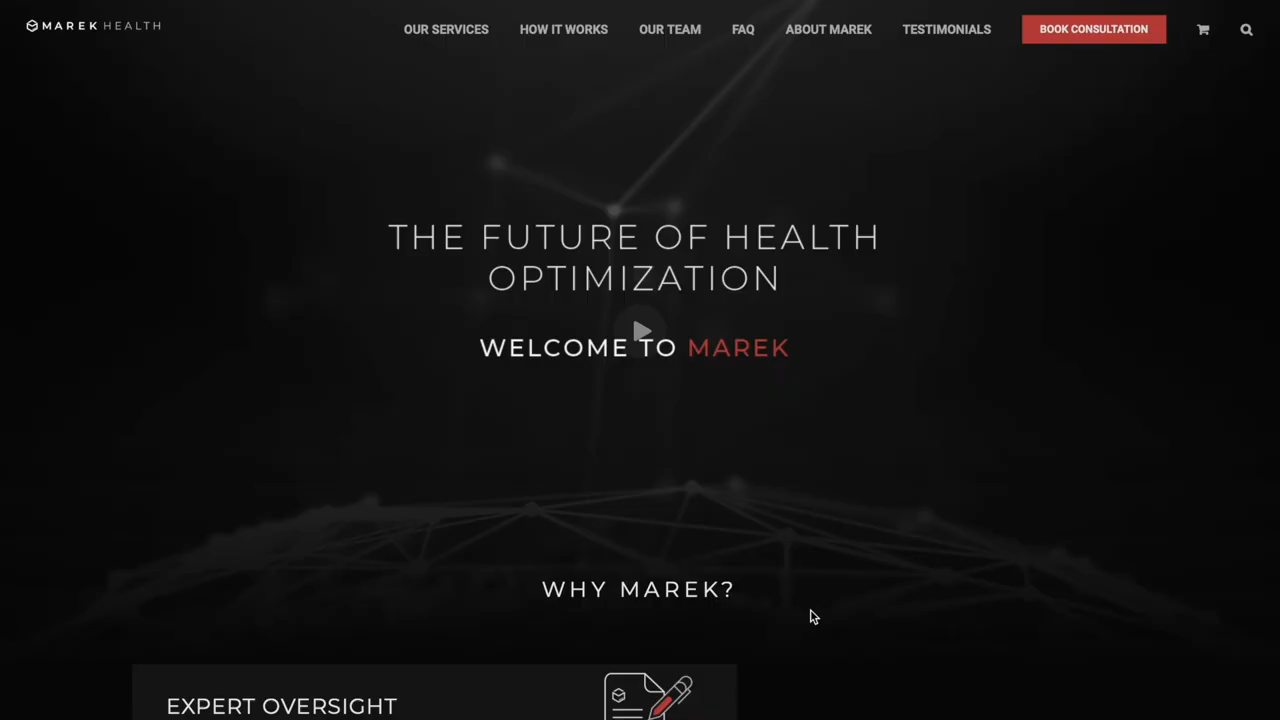 MAREK HEALTH
OUR SERVICES
HOW IT WORKS
OUR TEAM
FAQ
ABOUT MAREK
TESTIMONIALS
BOOK CONSULTATION
THE FUTURE OF HEALTH
OPTIMIZATION
WELCOME TO MAREK
WHY MAREK?
EXPERT OVERSIGHT